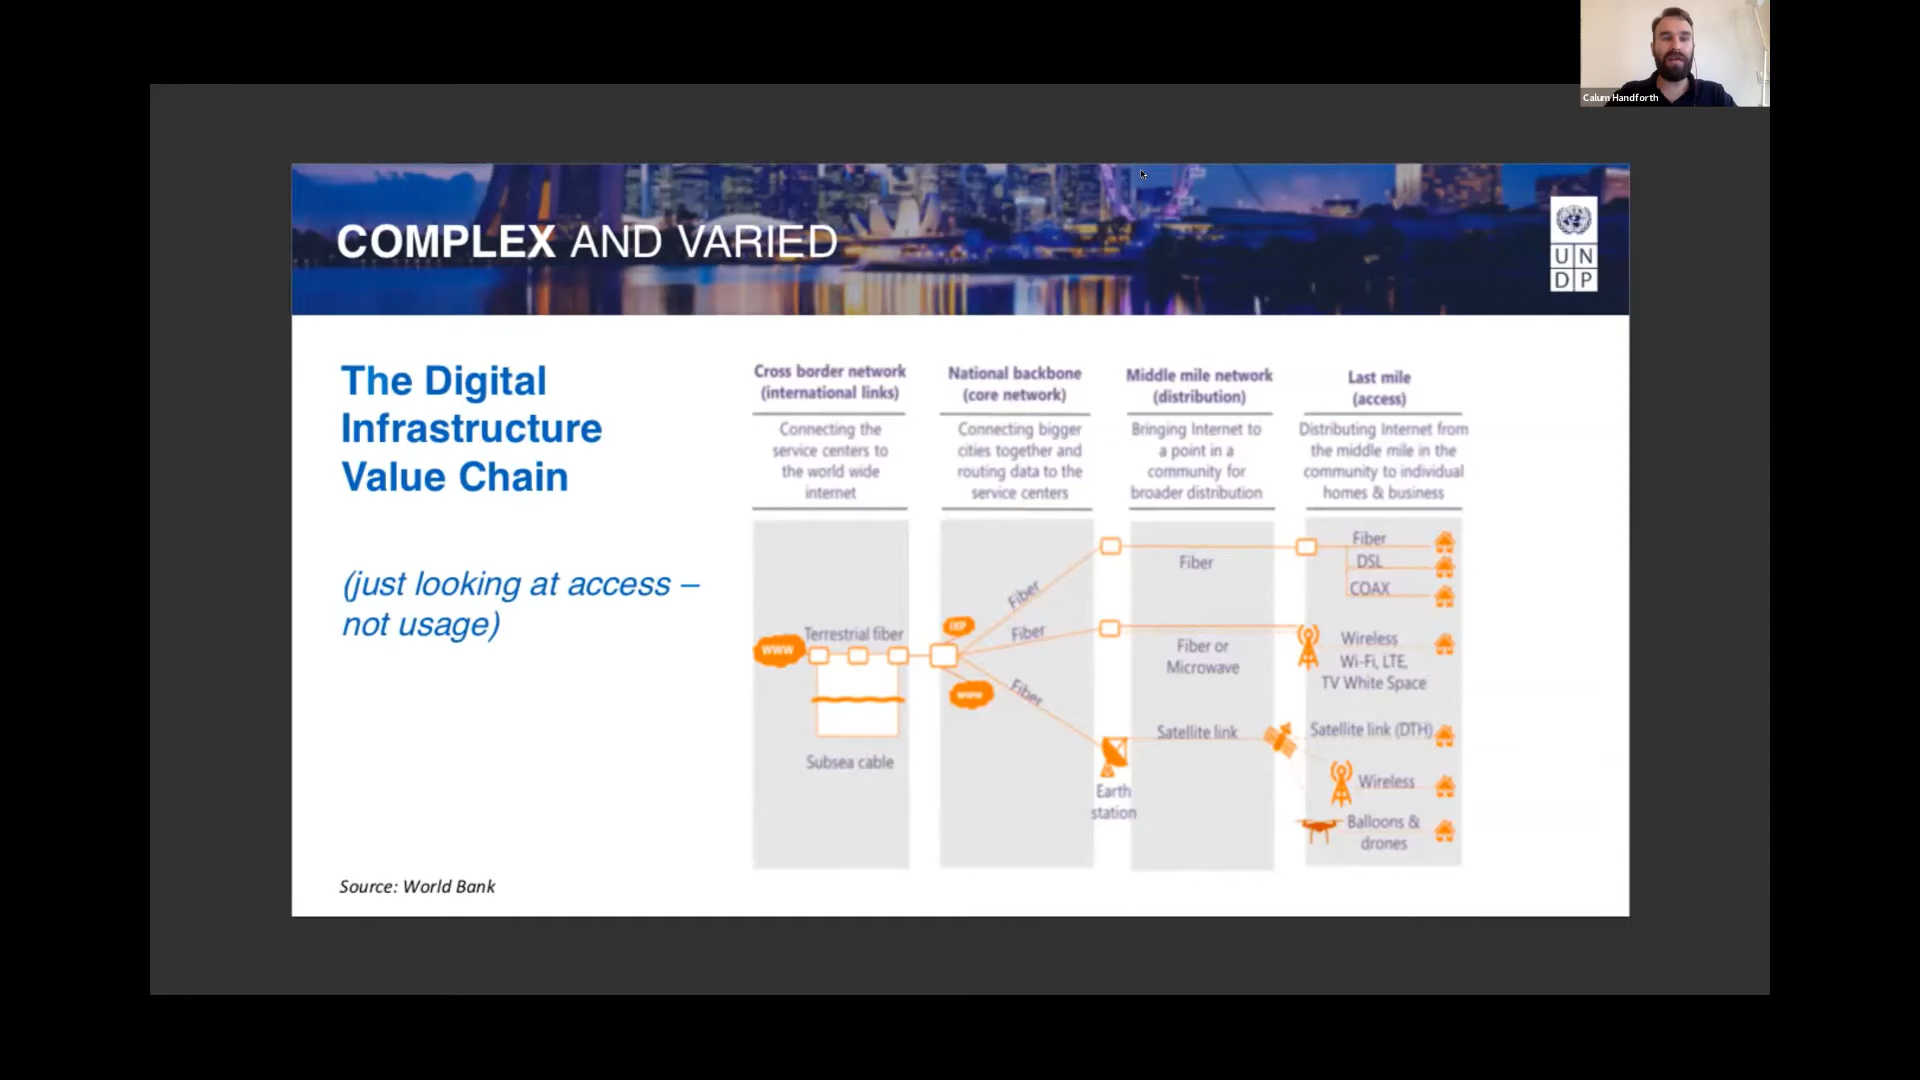 Calum Handforth
COMPLEX AND VARIED
U N
D P
The Digital
Infrastructure
Value Chain
(just looking at access –
not usage)
Source: World Bank
Cross border network
(international links)
Connecting the
service centers to
the world wide
internet
National backbone
(core network)
Connecting bigger
cities together and
routing data to the
service centers
Middle mile network
(distribution)
Bringing Internet to
a point in a
community for
broader distribution
Last mile
(access)
Distributing Internet from
the middle mile in the
community to individual
homes & business
WWW
Terrestrial fiber
Subsea cable
IXP
www
Fiber
Fiber
Fiber
Earth
station
Fiber
Fiber or
Microwave
Satellite link
Fiber
DSL
COAX
Wireless
Wi-Fi, LTE,
TV White Space
Satellite link (DTH)
Wireless
Balloons &
drones